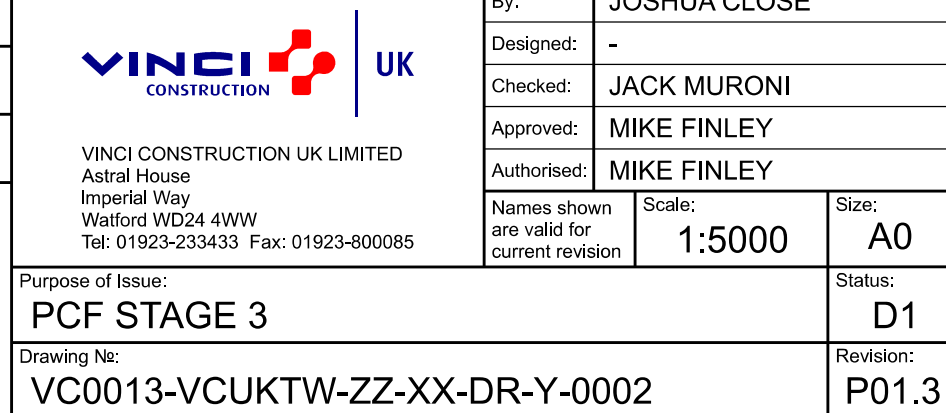 By: JOSHUA CLOSE
VINCI
CONSTRUCTION
UK
Designed: -
Checked: JACK MURONI
Approved: MIKE FINLEY
Authorised: MIKE FINLEY
VINCI CONSTRUCTION UK LIMITED
Astral House
Imperial Way
Watford WD24 4WW
Tel: 01923-233433 Fax: 01923-800085
Names shown
are valid for
current revision
Scale:
1:5000
Size:
A0
Purpose of Issue:
PCF STAGE 3
Status:
D1
Drawing №:
VC0013-VCUKTW-ZZ-XX-DR-Y-0002
Revision:
P01.3